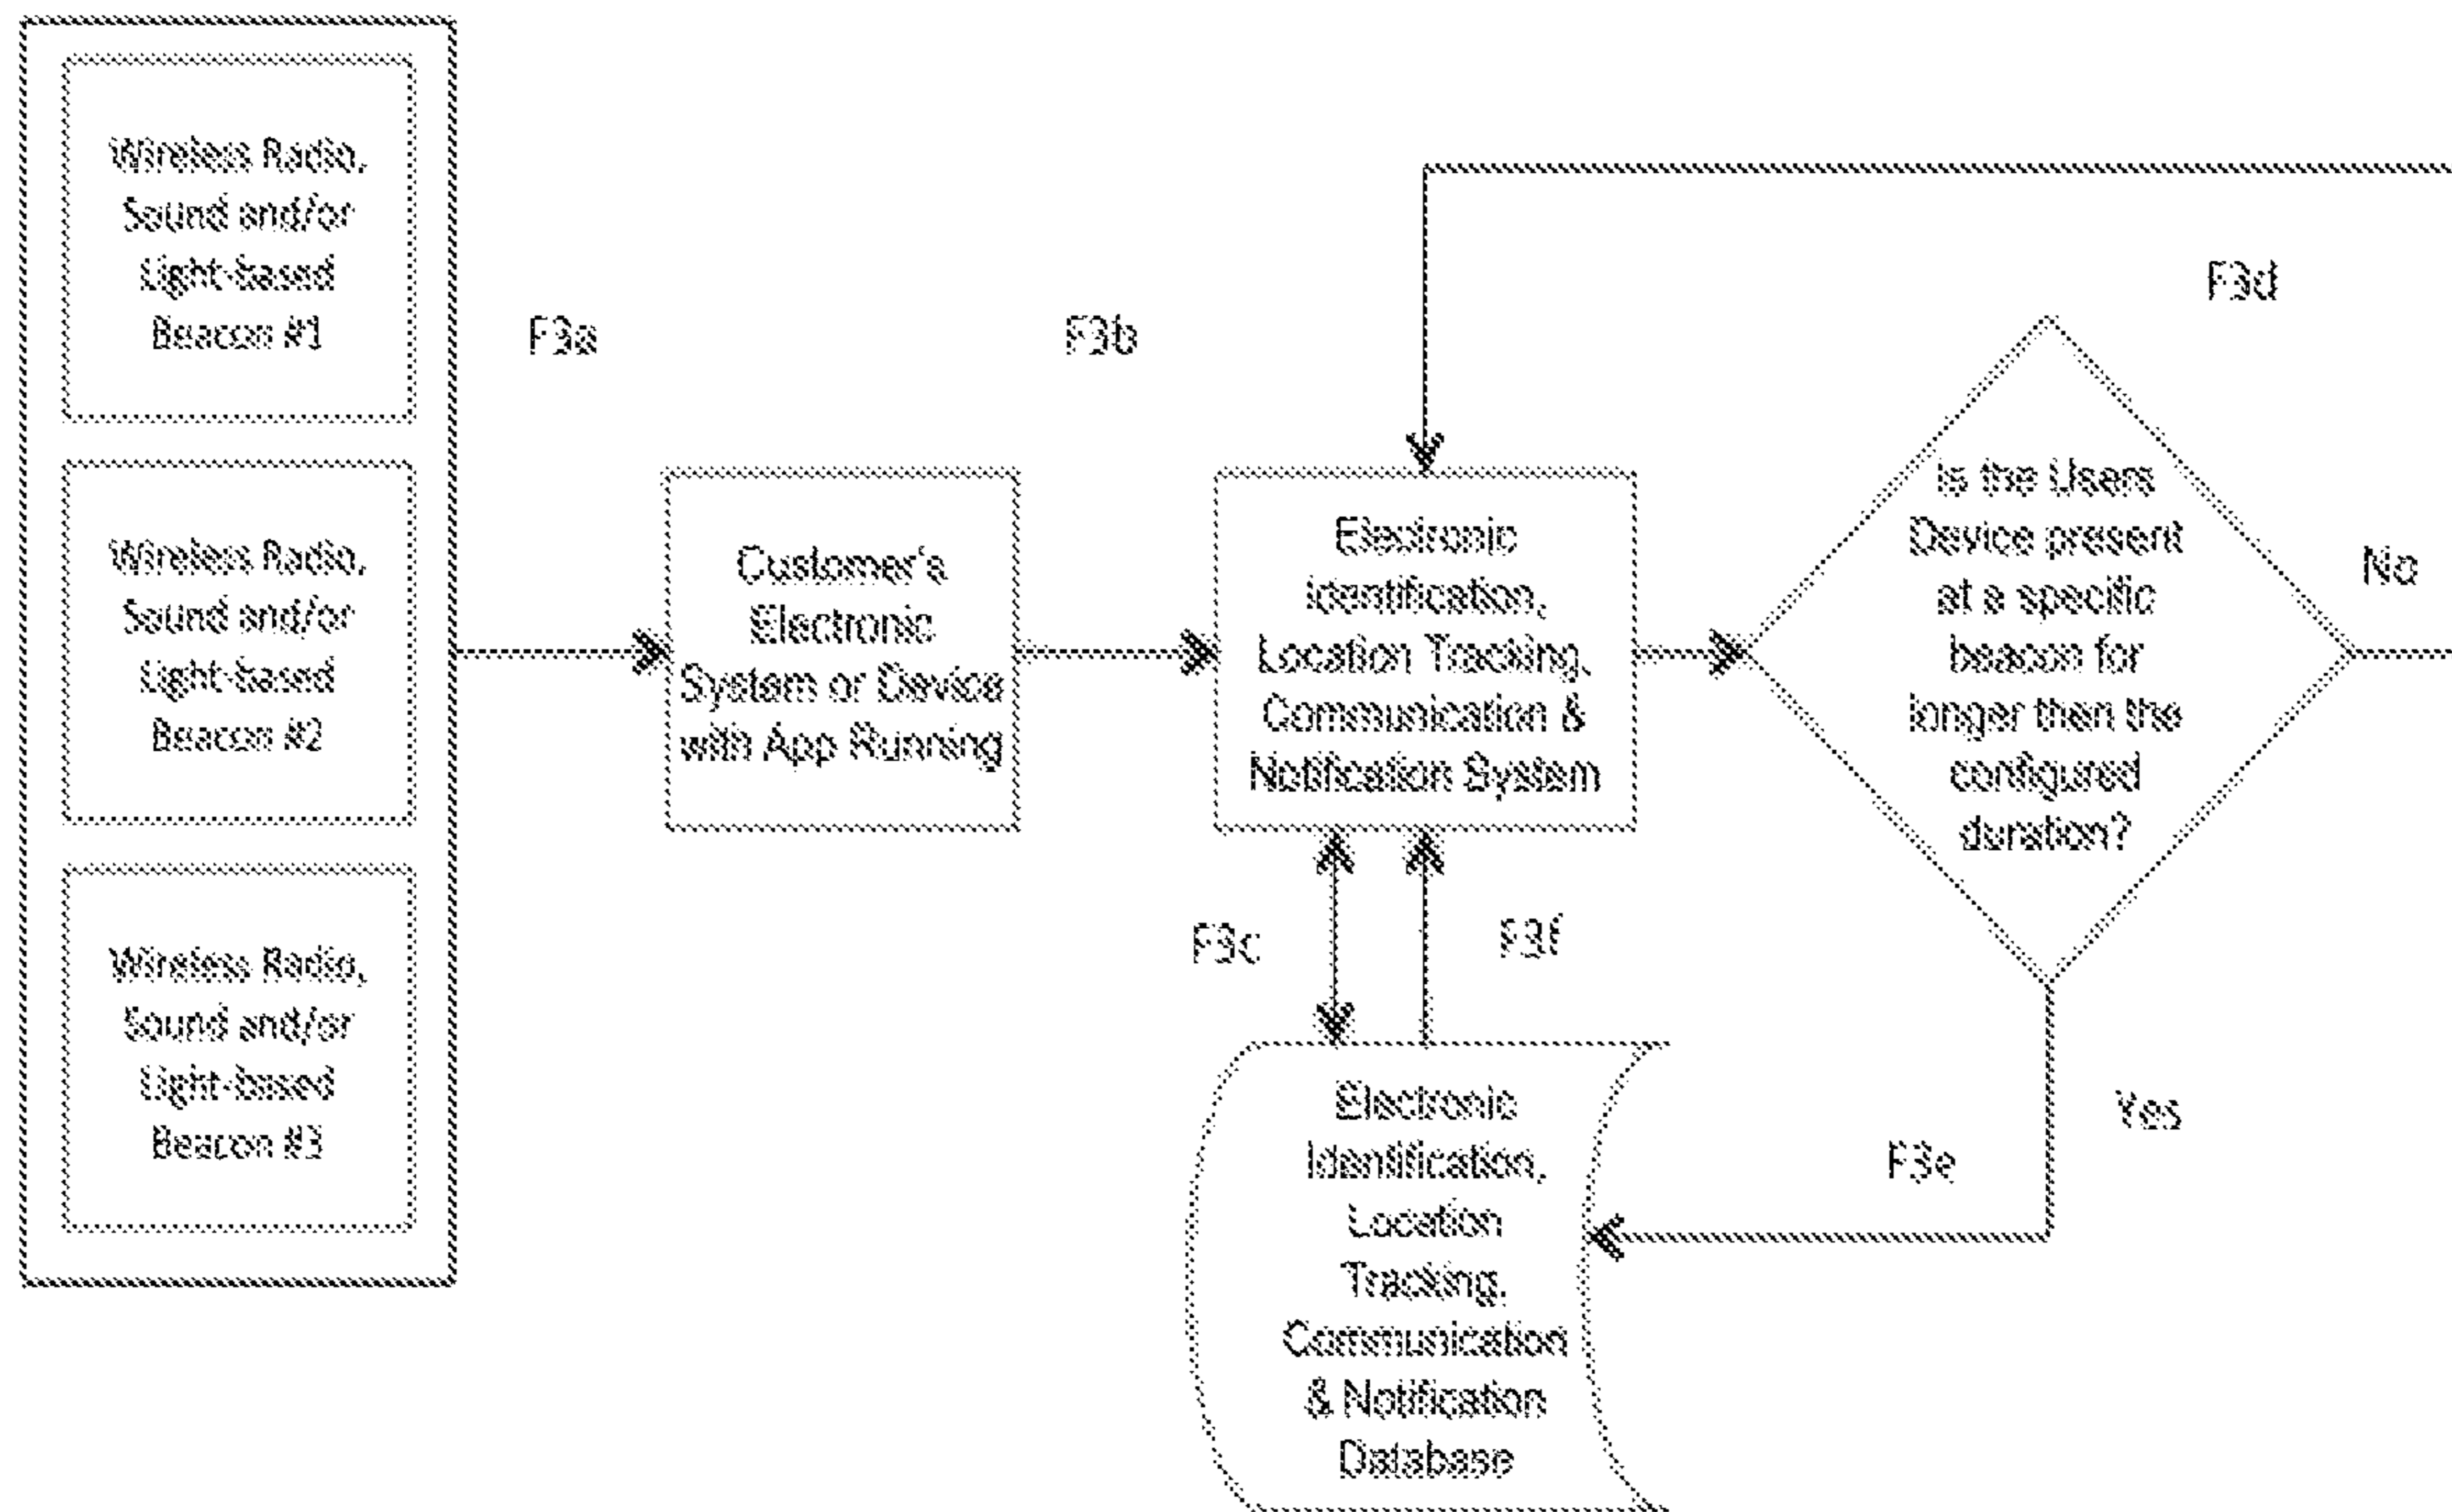 Wireless Radio,
Sound and/or
Light-based
Beacon #1
Wireless Radio,
Sound and/or
Light-based
Beacon #2
Wireless Radio,
Sound and/or
Light-based
Beacon #3
F3a
Customer's
Electronic
System or Device
with App Running
F3b
Electronic
Identification,
Location Tracking,
Communication &
Notification System
F3c
F3f
Electronic
Identification,
Location
Tracking,
Communication
& Notification
Database
F3d
Is the Users
Device present
at a specific
beacon for
longer then the
configured
duration?
No
Yes
F3e